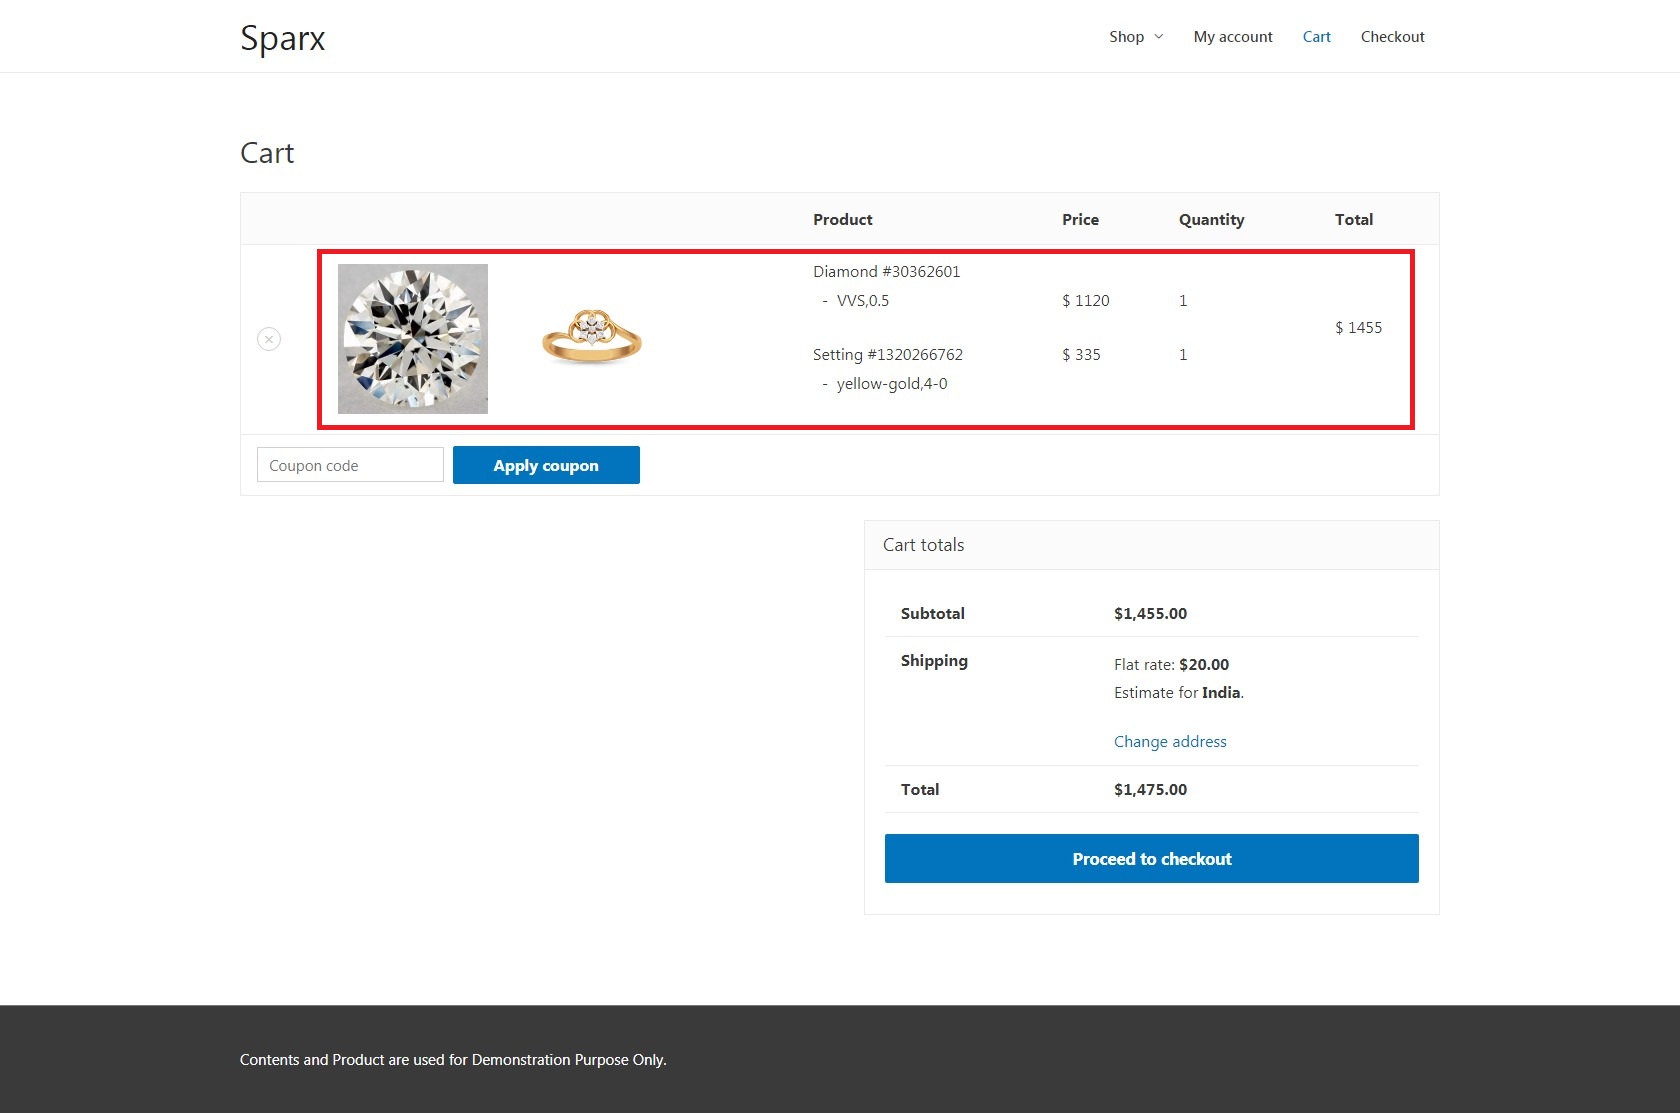 Sparx
Shop My account Cart Checkout
Cart
Product Price Quantity Total
Diamond #30362601
- VVS,0.5 $ 1120 1
$ 1455
Setting #1320266762 $ 335 1
- yellow-gold,4-0
Coupon code Apply coupon
Cart totals
Subtotal $1,455.00
Shipping Flat rate: $20.00
Estimate for India.
Change address
Total $1,475.00
Proceed to checkout
Contents and Product are used for Demonstration Purpose Only.